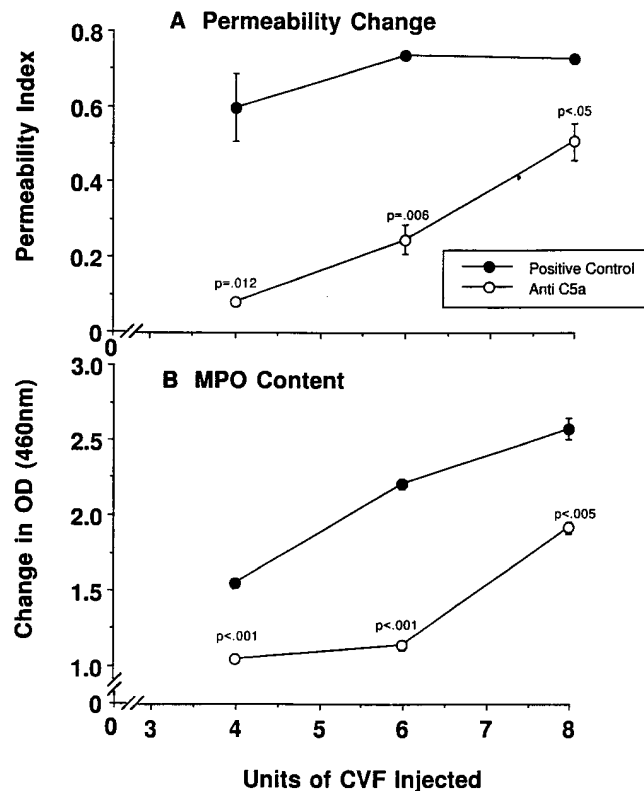 A Permeability Change
0.8
0.6
0.4
0.2
0
0
Permeability Index
p=.012
p=.006
p<.05
Positive Control
Anti C5a
B MPO Content
3.0
2.5
2.0
1.5
1.0
0
Change in OD (460nm)
p<.001
p<.001
p<.005
0 3 4 5 6 7 8
Units of CVF Injected